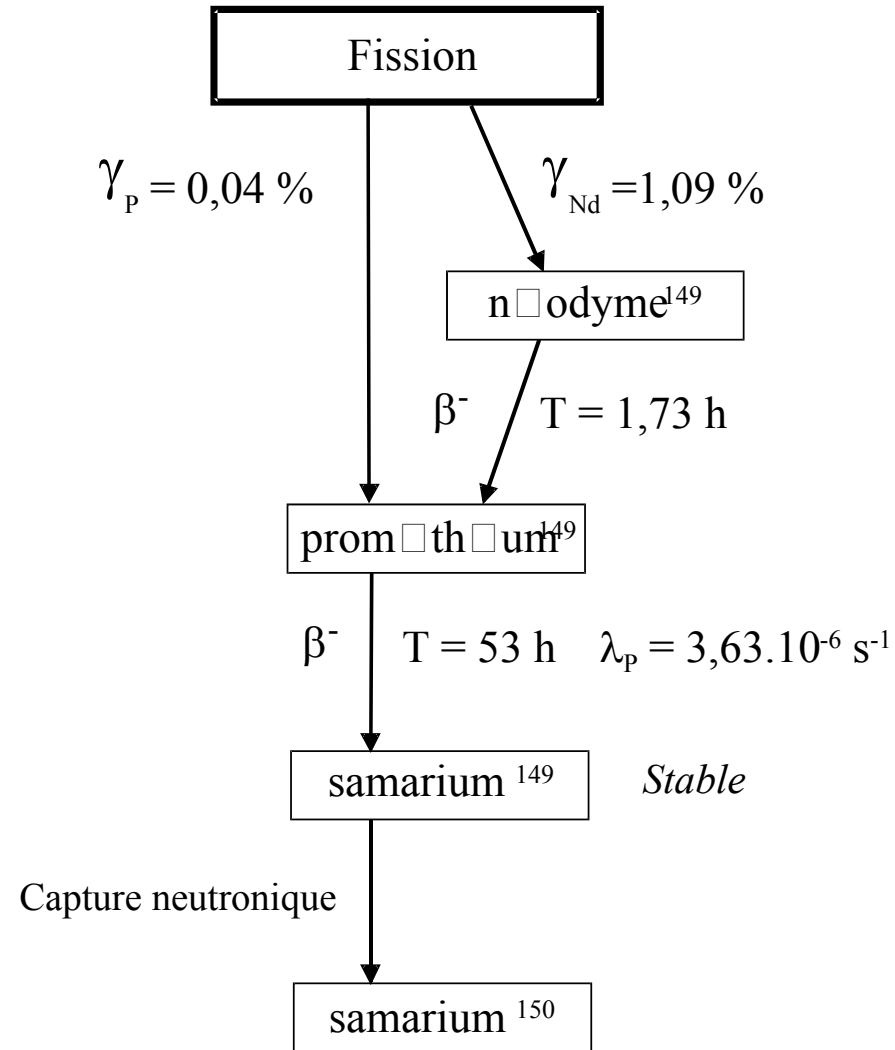 Fission
γP = 0,04 %
γNd =1,09 %
n□odyme149
β- T = 1,73 h
prom□th□um149
β- T = 53 h λP = 3,63.10-6 s-1
samarium 149 Stable
Capture neutronique
samarium 150